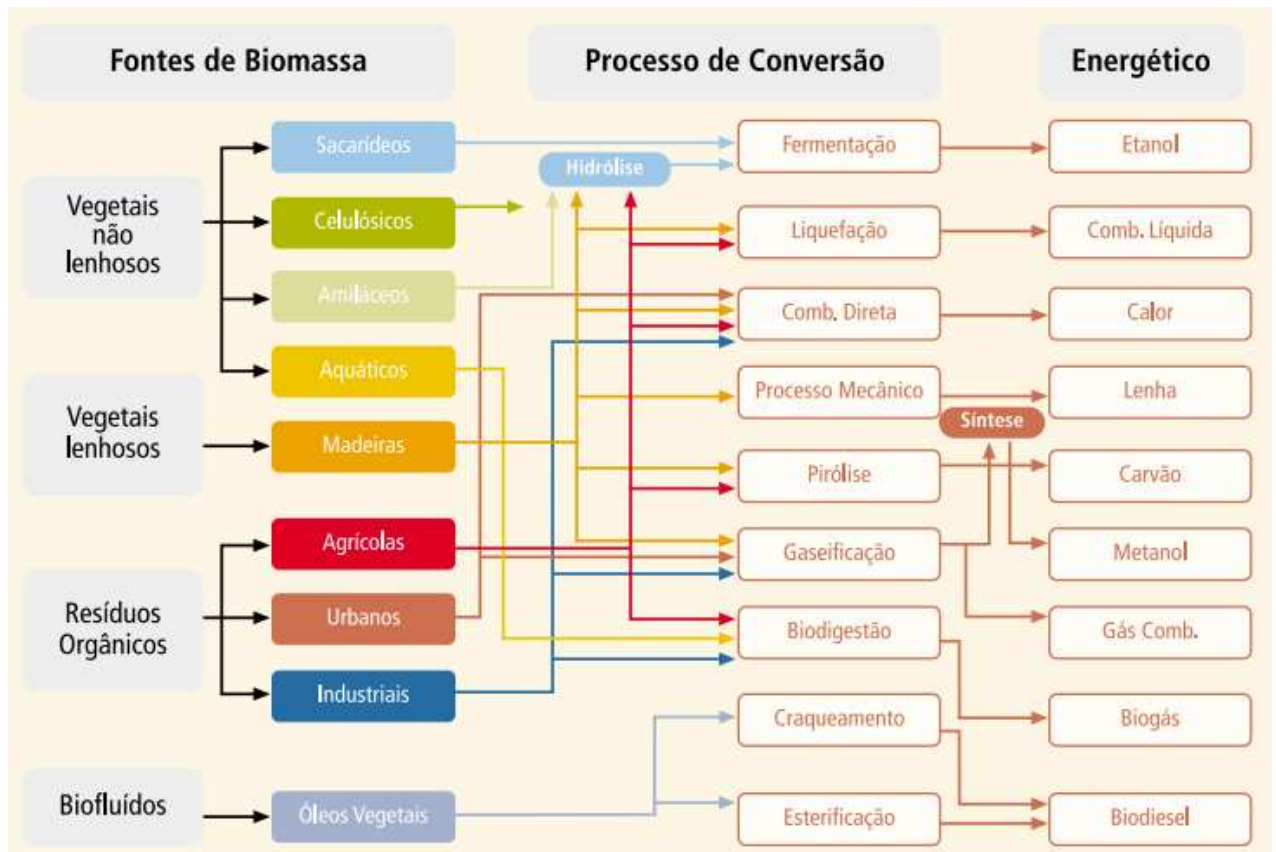 Fontes de Biomassa
Processo de Conversão
Energético
Vegetais
não
lenhosos
Vegetais
lenhosos
Resíduos
Orgânicos
Biofluídos
Sacarídeos
Celulósicos
Amiláceos
Aquáticos
Madeiras
Agrícolas
Urbanos
Industriais
Óleos Vegetais
Hidrólise
Fermentação
Liquefação
Comb. Direta
Processo Mecânico
Pirólise
Gaseificação
Biodigestão
Craqueamento
Esterificação
Síntese
Etanol
Comb. Líquida
Calor
Lenha
Carvão
Metanol
Gás Comb.
Biogás
Biodiesel